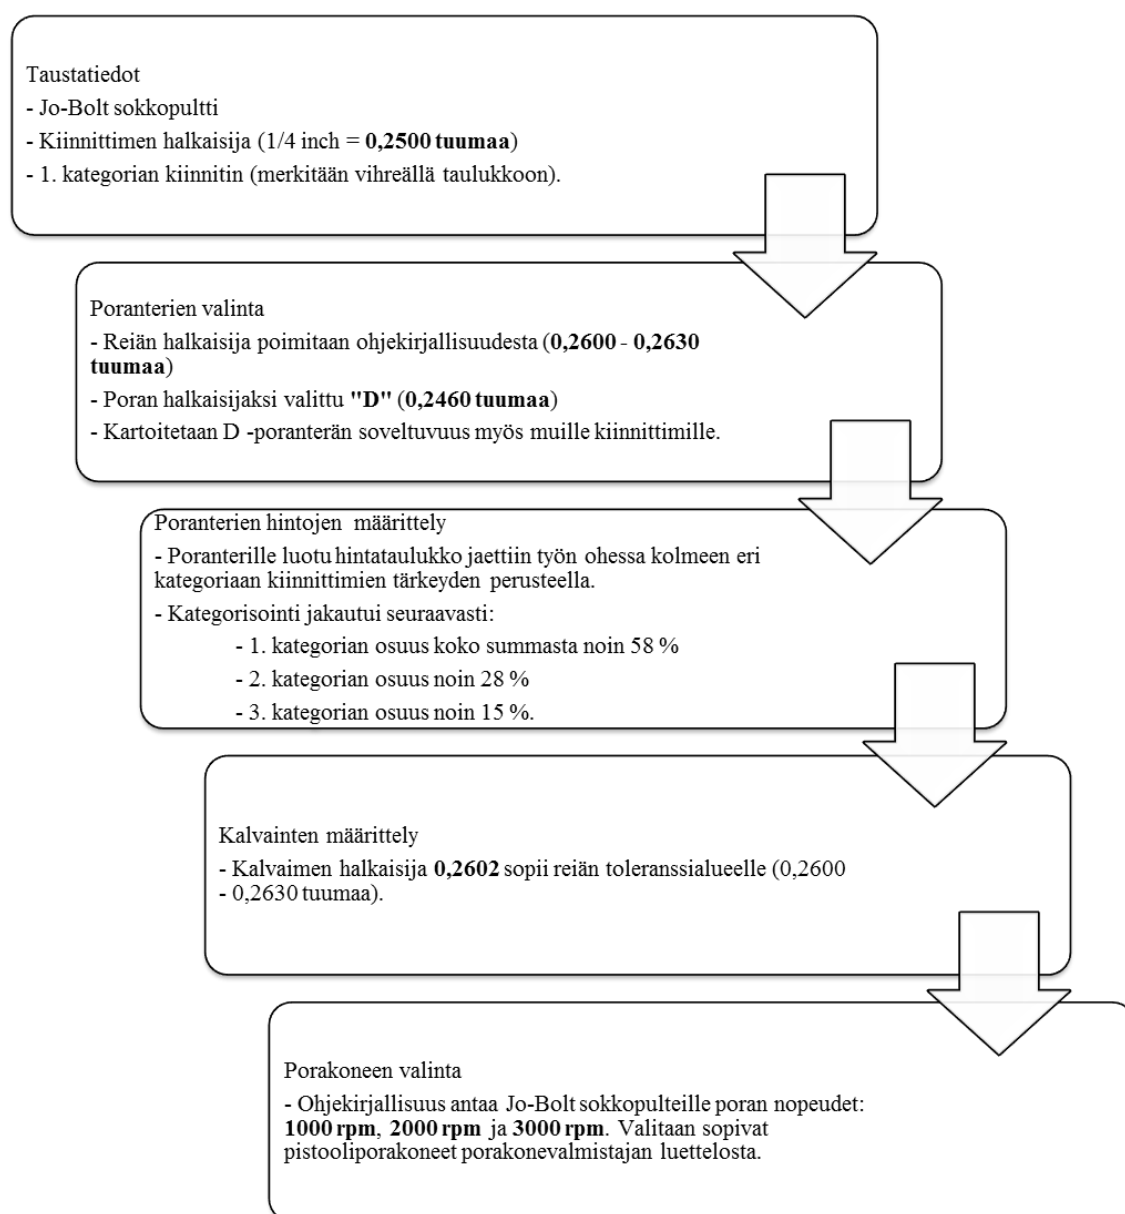 Taustatiedot
- Jo-Bolt sokkopultti
- Kiinnittimen halkaisija (1/4 inch = 0,2500 tuumaa)
- 1. kategorian kiinnitin (merkitään vihreällä taulukkoon).
Poranterien valinta
- Reiän halkaisija poimitaan ohjekirjallisuudesta (0,2600 - 0,2630
tuumaa)
- Poran halkaisijaksi valittu "D" (0,2460 tuumaa)
- Kartoitetaan D -poranterän soveltuvuus myös muille kiinnittimille.
Poranterien hintojen määrittely
- Poranterille luotu hintataulukko jaettiin työn ohessa kolmeen eri
kategoriaan kiinnittimien tärkeyden perusteella.
- Kategorisointi jakautui seuraavasti:
- 1. kategorian osuus koko summasta noin 58 %
- 2. kategorian osuus noin 28 %
- 3. kategorian osuus noin 15 %.
Kalvainten määrittely
- Kalvaimen halkaisija 0,2602 sopii reiän toleranssialueelle (0,2600
- 0,2630 tuumaa).
Porakoneen valinta
- Ohjekirjallisuus antaa Jo-Bolt sokkopulteille poran nopeudet:
1000 rpm, 2000 rpm ja 3000 rpm. Valitaan sopivat
pistooliporakoneet porakonevalmistajan luettelosta.